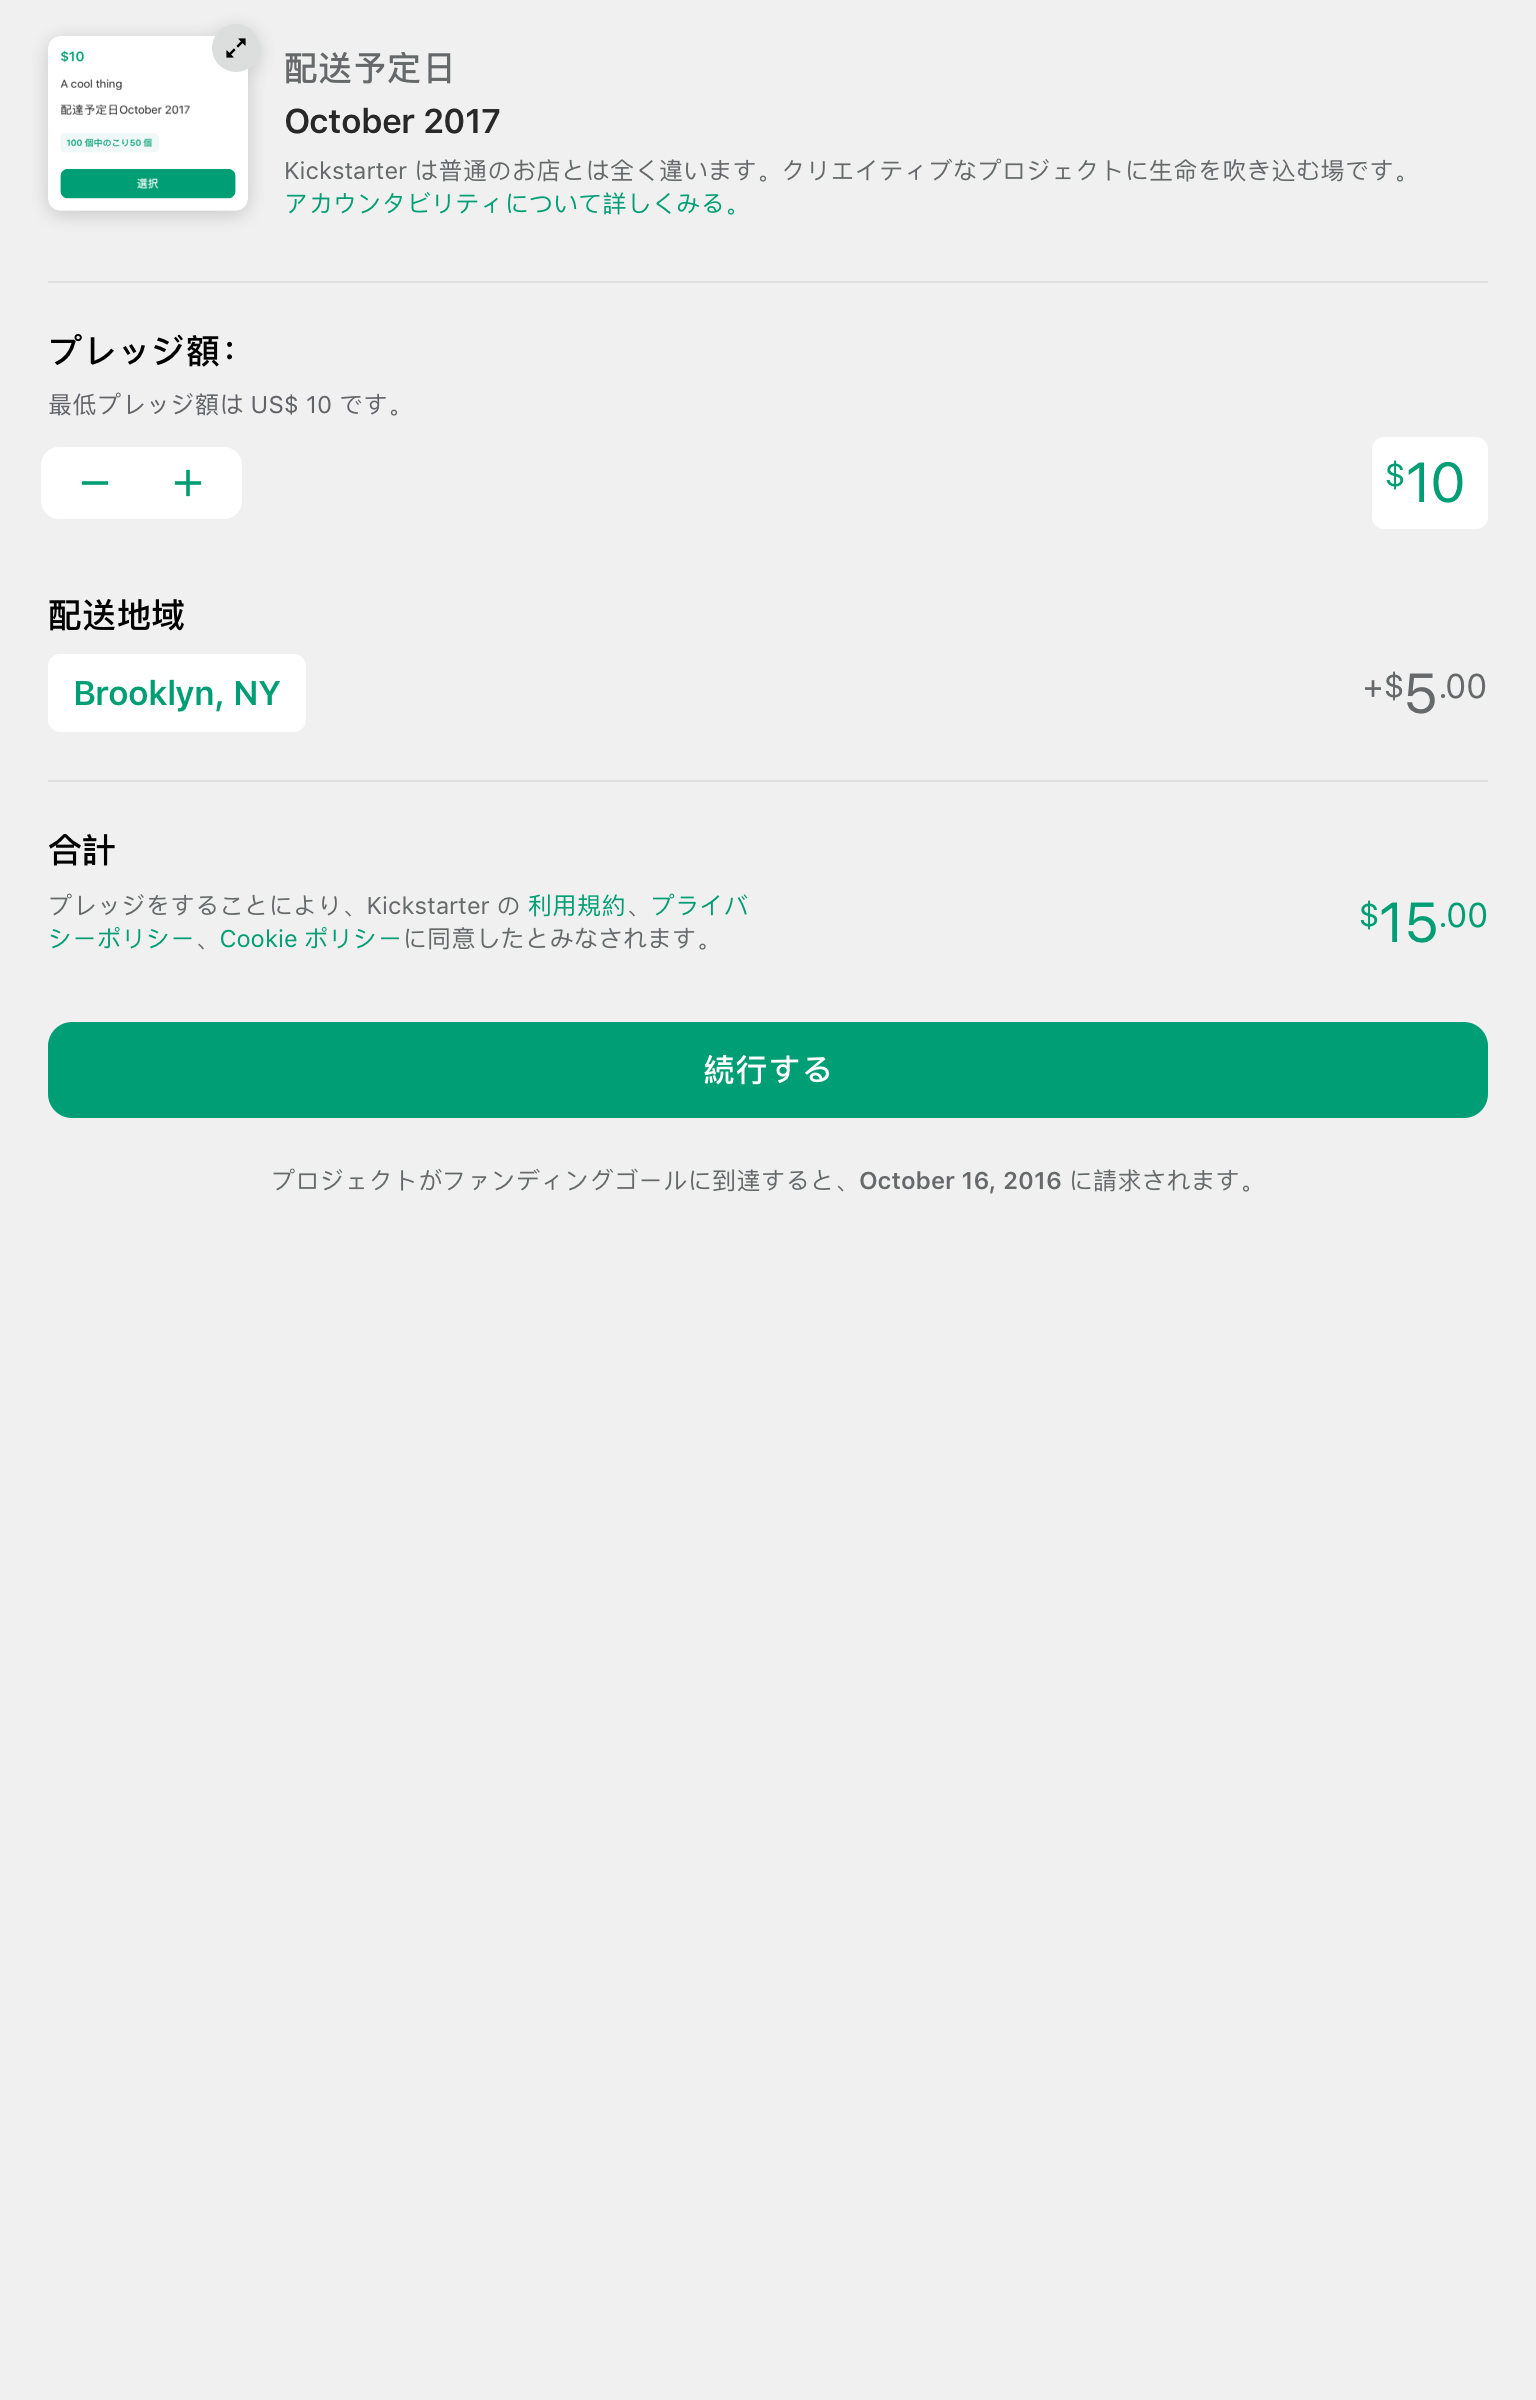 $10
A cool thing
配達予定日October 2017
100 個中のこり50 個
選択
配送予定日
October 2017
Kickstarter は普通のお店とは全く違います。クリエイティブなプロジェクトに生命を吹き込む場です。
アカウンタビリティについて詳しくみる。
プレッジ額：
最低プレッジ額は US$ 10 です。
$10
配送地域
Brooklyn, NY
+$5.00
合計
プレッジをすることにより、Kickstarter の 利用規約、プライバ
シーポリシー、Cookie ポリシーに同意したとみなされます。
$15.00
続行する
プロジェクトがファンディングゴールに到達すると、October 16, 2016 に請求されます。